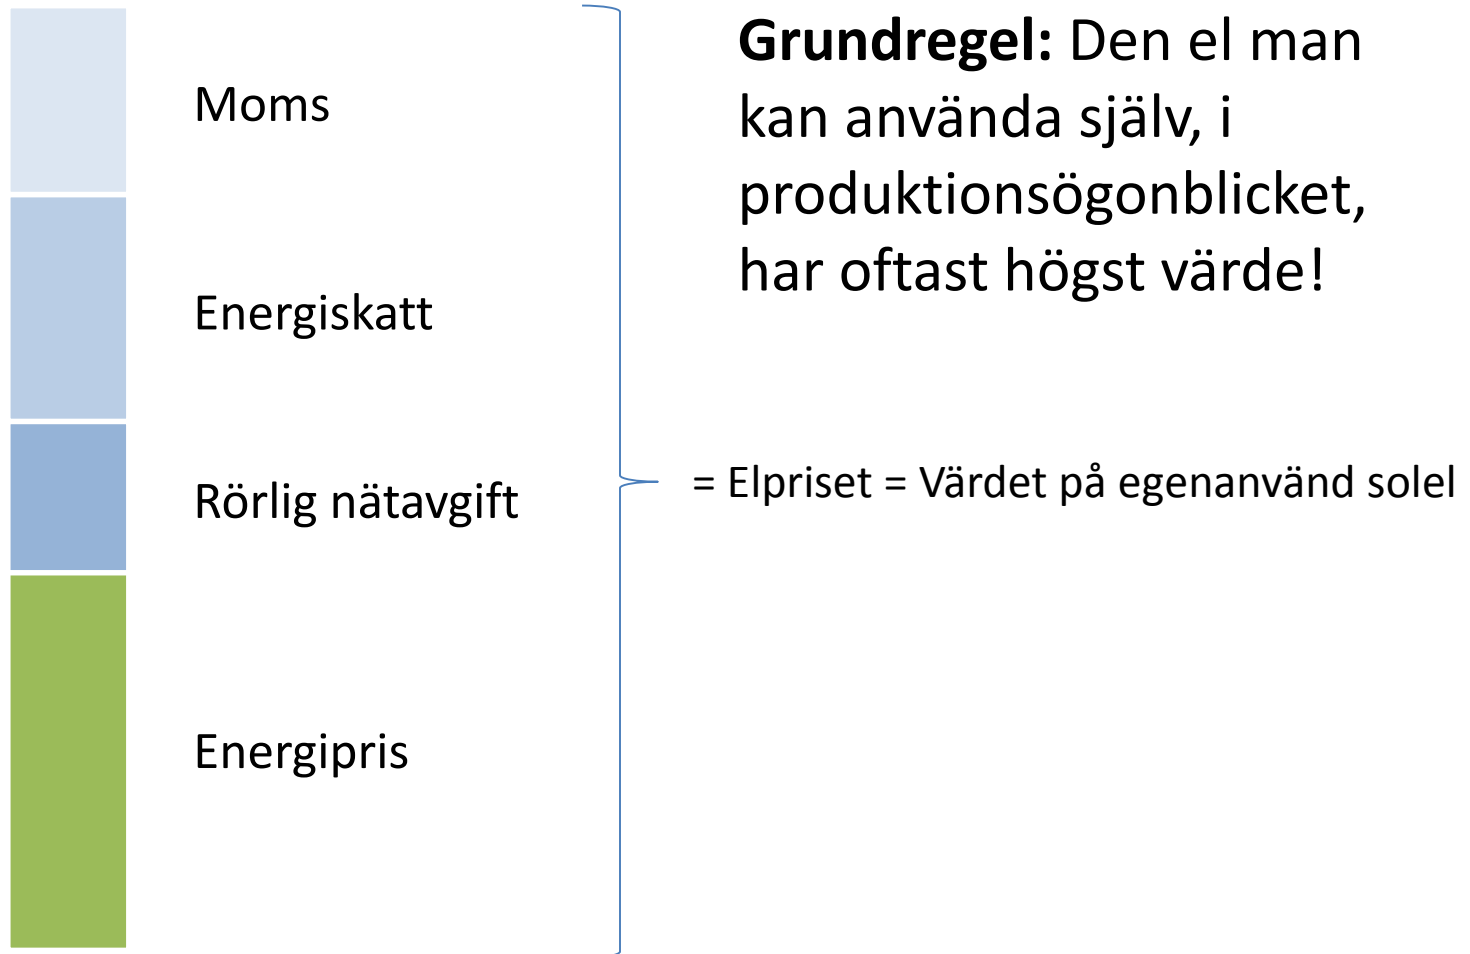 Moms
Energiskatt
Rörlig nätavgift
Energipris
Grundregel: Den el man
kan använda själv, i
produktionsögonblicket,
har oftast högst värde!
= Elpriset = Värdet på egenanvänd solel